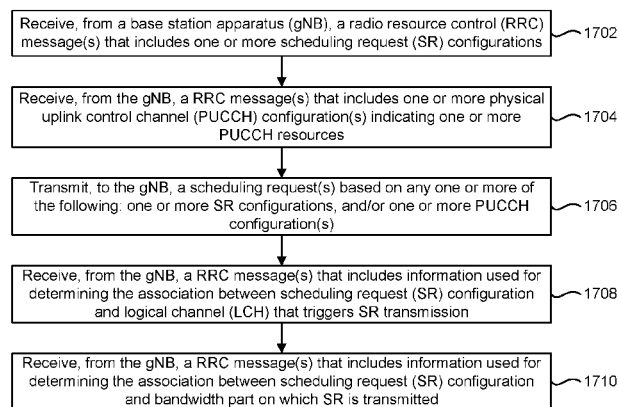 Receive, from a base station apparatus (gNB), a radio resource control (RRC)
message(s) that includes one or more scheduling request (SR) configurations
1702
Receive, from the gNB, a RRC message(s) that includes one or more physical
uplink control channel (PUCCH) configuration(s) indicating one or more
PUCCH resources
1704
Transmit, to the gNB, a scheduling request(s) based on any one or more of
the following: one or more SR configurations, and/or one or more PUCCH
configuration(s)
1706
Receive, from the gNB, a RRC message(s) that includes information used for
determining the association between scheduling request (SR) configuration
and logical channel (LCH) that triggers SR transmission
1708
Receive, from the gNB, a RRC message(s) that includes information used for
determining the association between scheduling request (SR) configuration
and bandwidth part on which SR is transmitted
1710